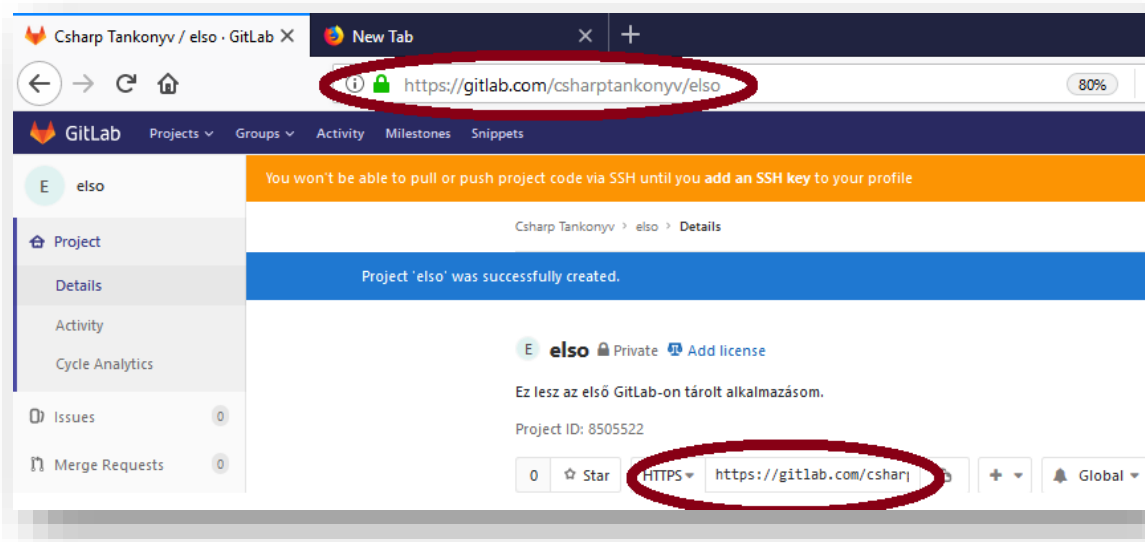 Csharp Tankonyv / elso · GitLab
New Tab
https://gitlab.com/csharptankonyv/elso
80%
GitLab Projects Groups Activity Milestones Snippets
E elso
You won't be able to pull or push project code via SSH until you add an SSH key to your profile
Csharp Tankonyv > elso > Details
Project
Project 'elso' was successfully created.
Details
Activity
E elso Private Add license
Cycle Analytics
Ez lesz az első GitLab-on tárolt alkalmazásom.
Issues 0
Project ID: 8505522
Merge Requests 0
0 Star HTTPS https://gitlab.com/cshar Global